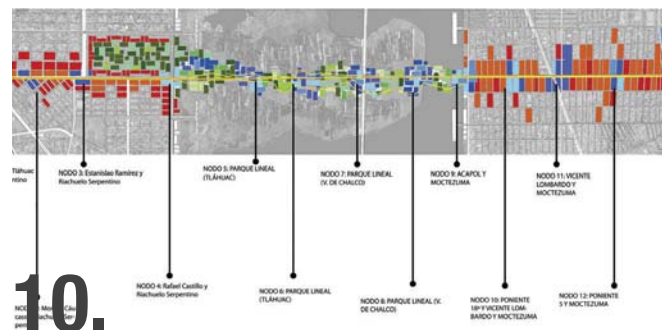 Tláhuac
entino
NODO 3: Estanislao Ramírez y
Riachuelo Serpentino
NODO 5: PARQUE LINEAL
(TLÁHUAC)
NODO 7: PARQUE LINEAL
(V. DE CHALCO)
NODO 9: ACAPOL Y
MOCTEZUMA
NODO 11: VICENTE
LOMBARDO Y
MOCTEZUMA
NODO 4: Rafael Castillo y
Riachuelo Serpentino
NODO 6: PARQUE LINEAL
(TLÁHUAC)
NODO 8: PARQUE LINEAL (V.
DE CHALCO)
NODO 10: PONIENTE
18ª Y VICENTE LOM-
BARDO Y MOCTEZUMA
NODO 12: PONIENTE
5 Y MOCTEZUMA
10.